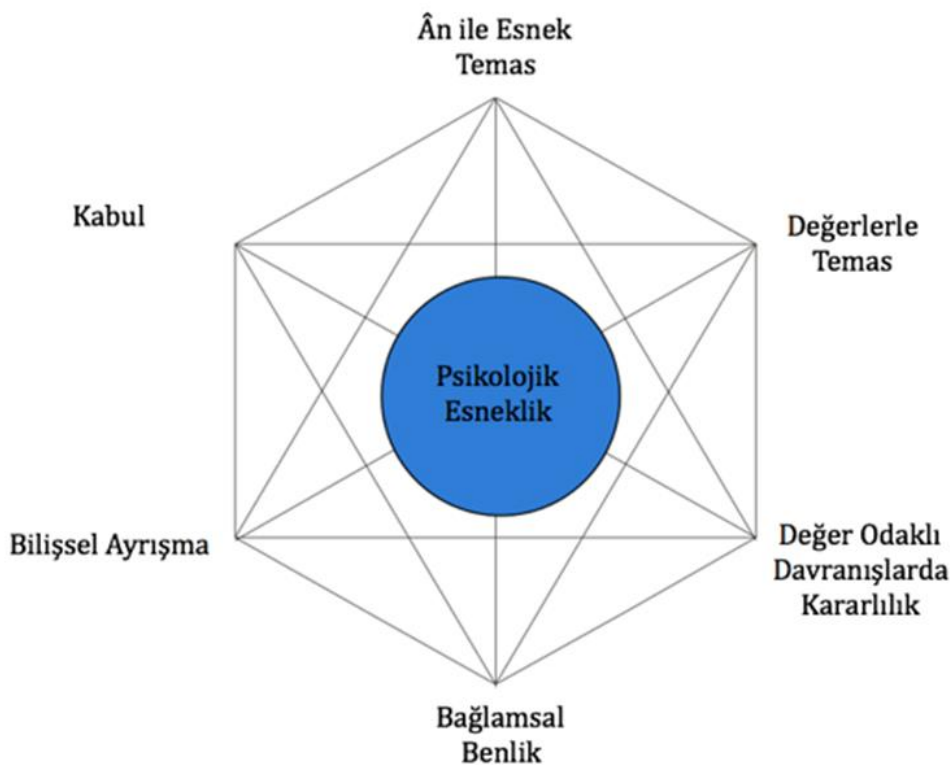 Ân ile Esnek
Temas
Kabul
Değerlerle
Temas
Psikolojik
Esneklik
Bilişsel Ayrışma
Değer Odaklı
Davranışlarda
Kararlılık
Bağlamsal
Benlik